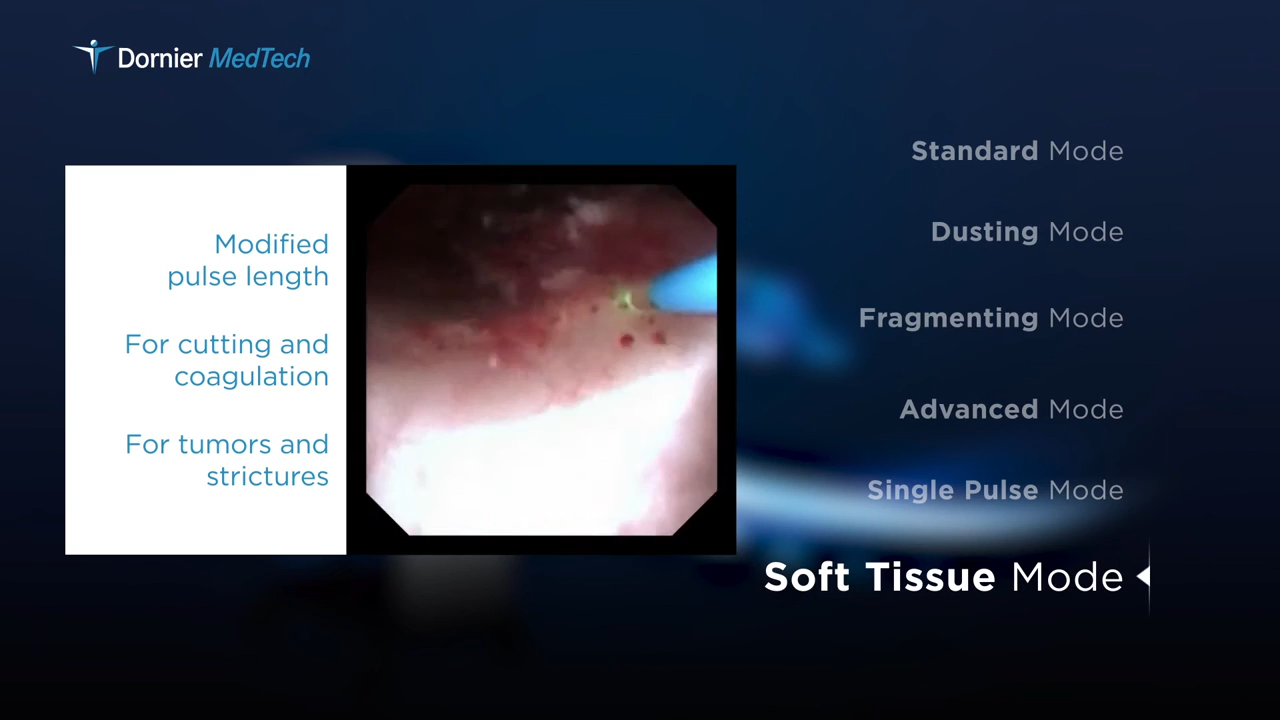 Dornier MedTech
Modified
pulse length
For cutting and
coagulation
For tumors and
strictures
Standard Mode
Dusting Mode
Fragmenting Mode
Advanced Mode
Single Pulse Mode
Soft Tissue Mode